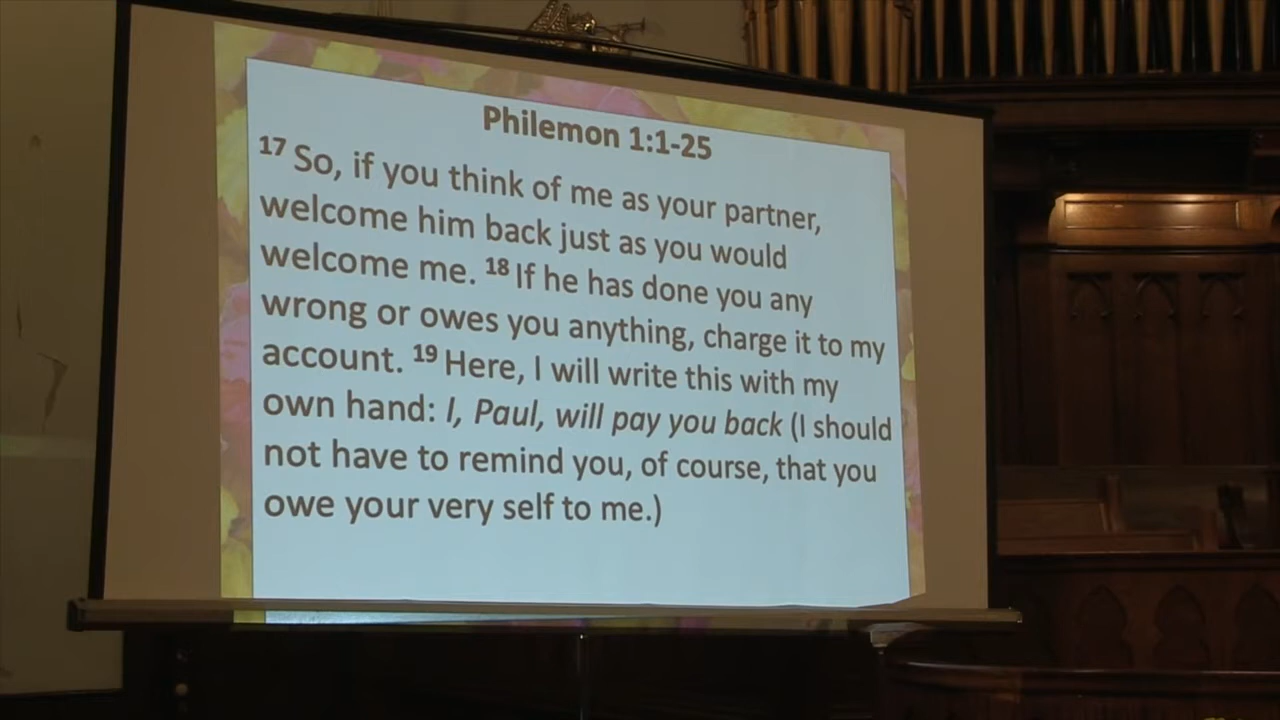 Philemon 1:1-25
17 So, if you think of me as your partner,
welcome him back just as you would
welcome me. 18 If he has done you any
wrong or owes you anything, charge it to my
account. 19 Here, I will write this with my
own hand: I, Paul, will pay you back (I should
not have to remind you, of course, that you
owe your very self to me.)